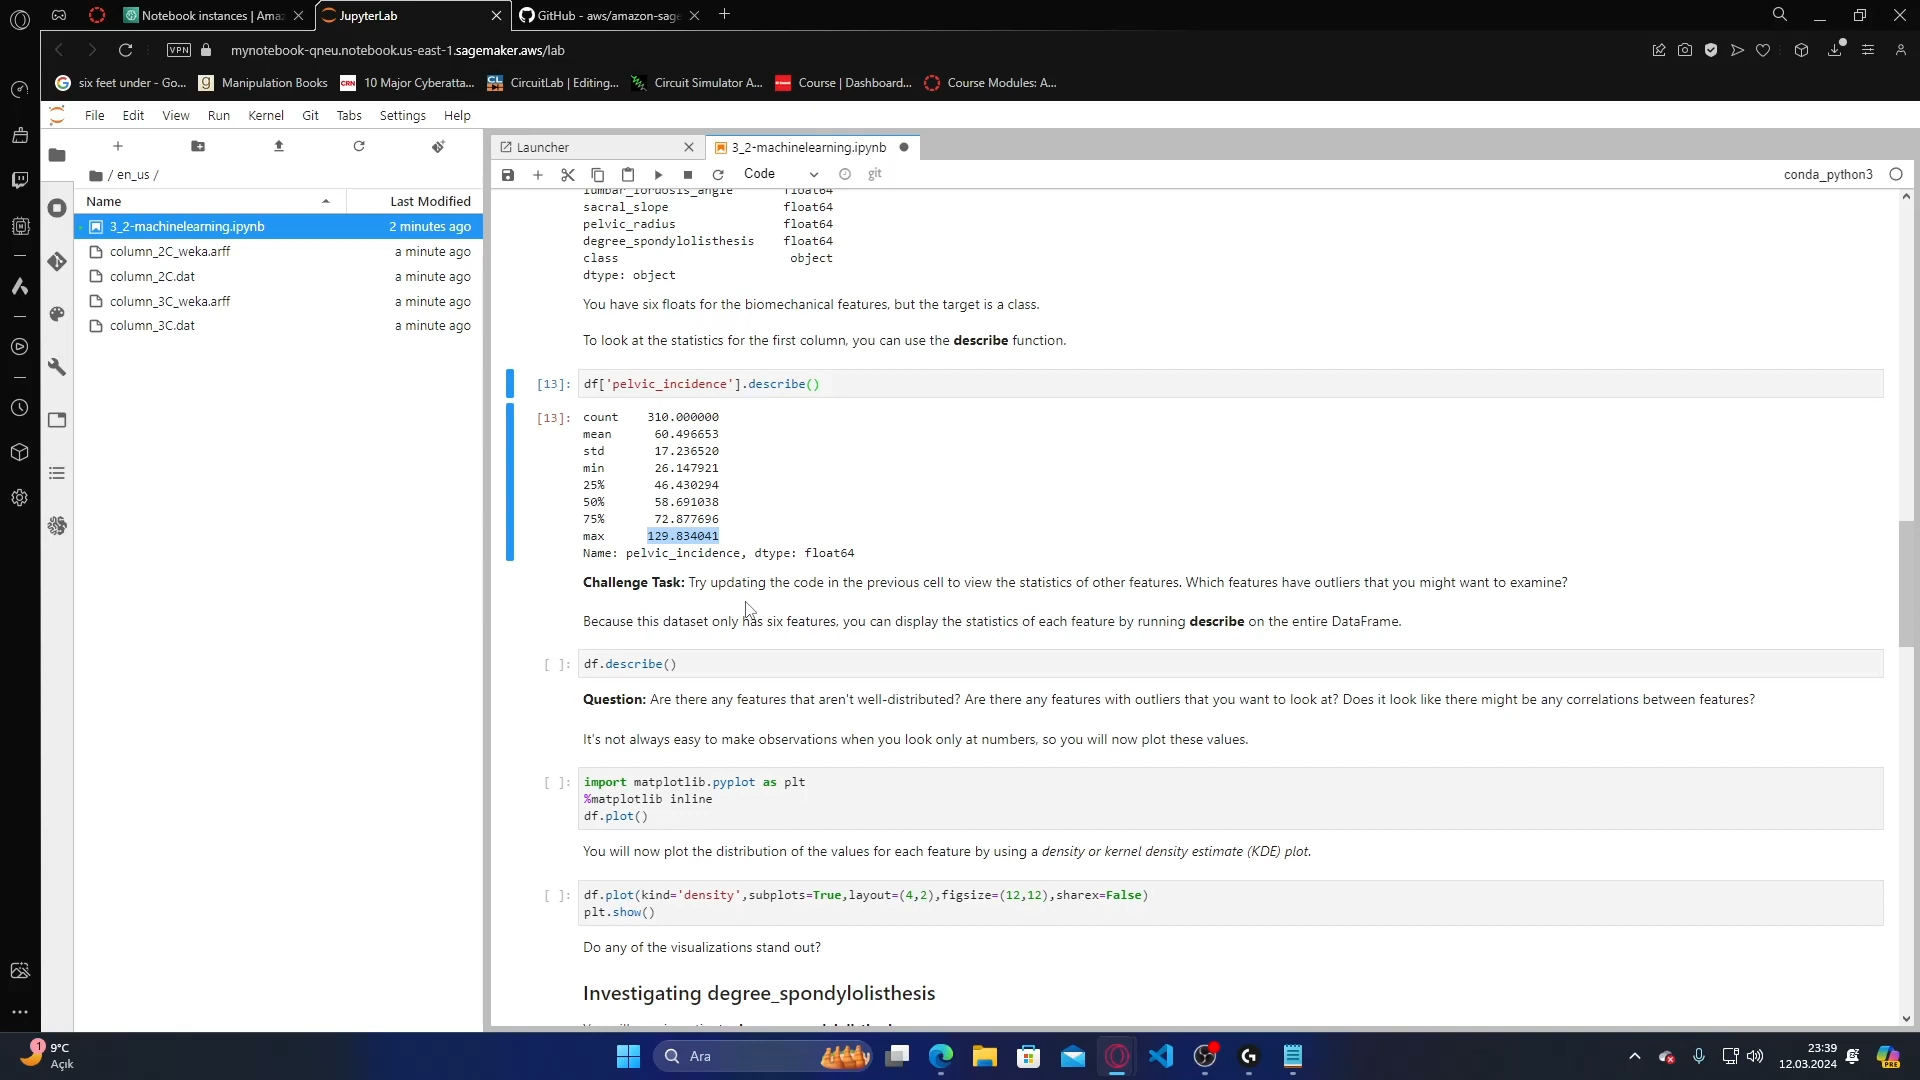 Notebook instances | Amaz
JupyterLab
GitHub - aws/amazon-sage
VPN
mynotebook-qneu.notebook.us-east-1.sagemaker.aws/lab
six feet under - Go...
Manipulation Books
CRN
10 Major Cyberatta...
CL
CircuitLab | Editing...
Circuit Simulator A...
Course | Dashboard...
Course Modules: A...
File Edit View Run Kernel Git Tabs Settings Help
Launcher
3_2-machinelearning.ipynb
Code
git
conda_python3
/ en_us /
Name Last Modified
3_2-machinelearning.ipynb 2 minutes ago
column_2C_weka.arff a minute ago
column_2C.dat a minute ago
column_3C_weka.arff a minute ago
column_3C.dat a minute ago
lumbar_lordosis_angle float64
sacral_slope float64
pelvic_radius float64
degree_spondylolisthesis float64
class object
dtype: object
You have six floats for the biomechanical features, but the target is a class.
To look at the statistics for the first column, you can use the describe function.
[13]: df['pelvic_incidence'].describe()
[13]: count 310.000000
mean 60.496653
std 17.236520
min 26.147921
25% 46.430294
50% 58.691038
75% 72.877696
max 129.834041
Name: pelvic_incidence, dtype: float64
Challenge Task: Try updating the code in the previous cell to view the statistics of other features. Which features have outliers that you might want to examine?
Because this dataset only has six features, you can display the statistics of each feature by running describe on the entire DataFrame.
[ ]: df.describe()
Question: Are there any features that aren't well-distributed? Are there any features with outliers that you want to look at? Does it look like there might be any correlations between features?
It's not always easy to make observations when you look only at numbers, so you will now plot these values.
[ ]: import matplotlib.pyplot as plt
%matplotlib inline
df.plot()
You will now plot the distribution of the values for each feature by using a density or kernel density estimate (KDE) plot.
[ ]: df.plot(kind='density',subplots=True,layout=(4,2),figsize=(12,12),sharex=False)
plt.show()
Do any of the visualizations stand out?
Investigating degree_spondylolisthesis
1
9°C
Açık
Ara
23:39
12.03.2024
PRE